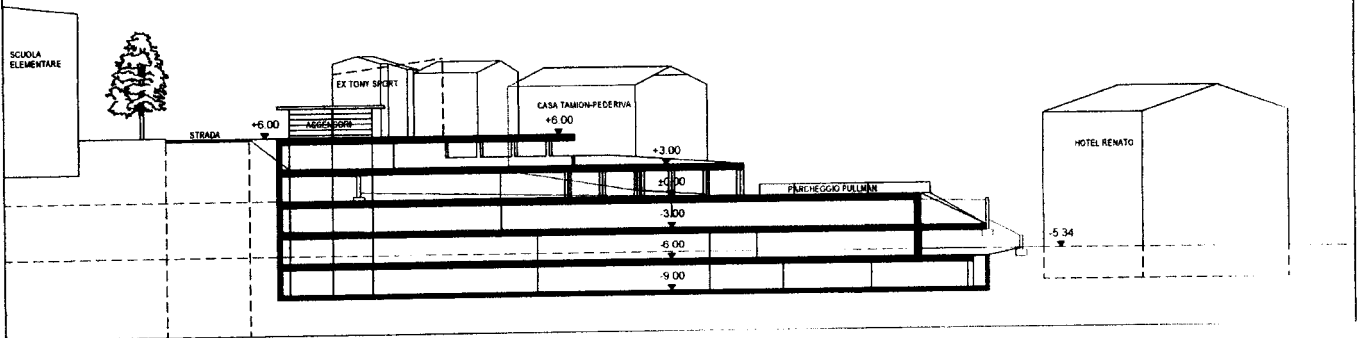 SCUOLA
ELEMENTARE
EX TONY SPORT
CASA TAMION-PEDERIVA
HOTEL RENATO
+6.00
ASCENSORI
+6.00
STRADA
+3.00
±0.00
PARCHEGGIO PULLMAN
-3.00
-5.34
-6.00
-9.00